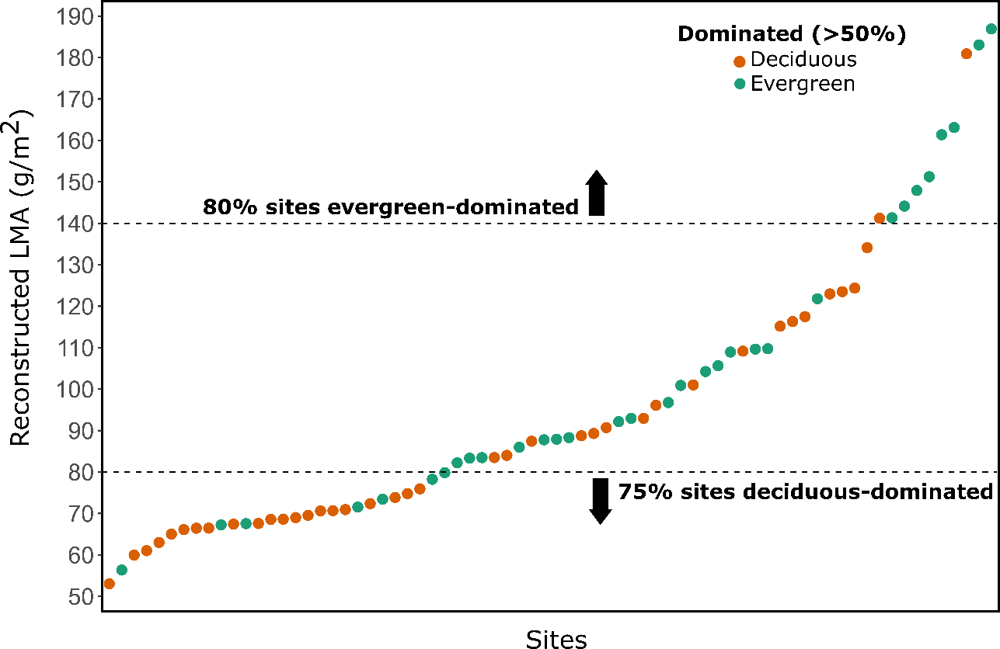 190
180
170
160
150
140
130
120
110
100
90
80
70
60
50
Reconstructed LMA (g/m²)
Dominated (>50%)
Deciduous
Evergreen
80% sites evergreen-dominated
75% sites deciduous-dominated
Sites